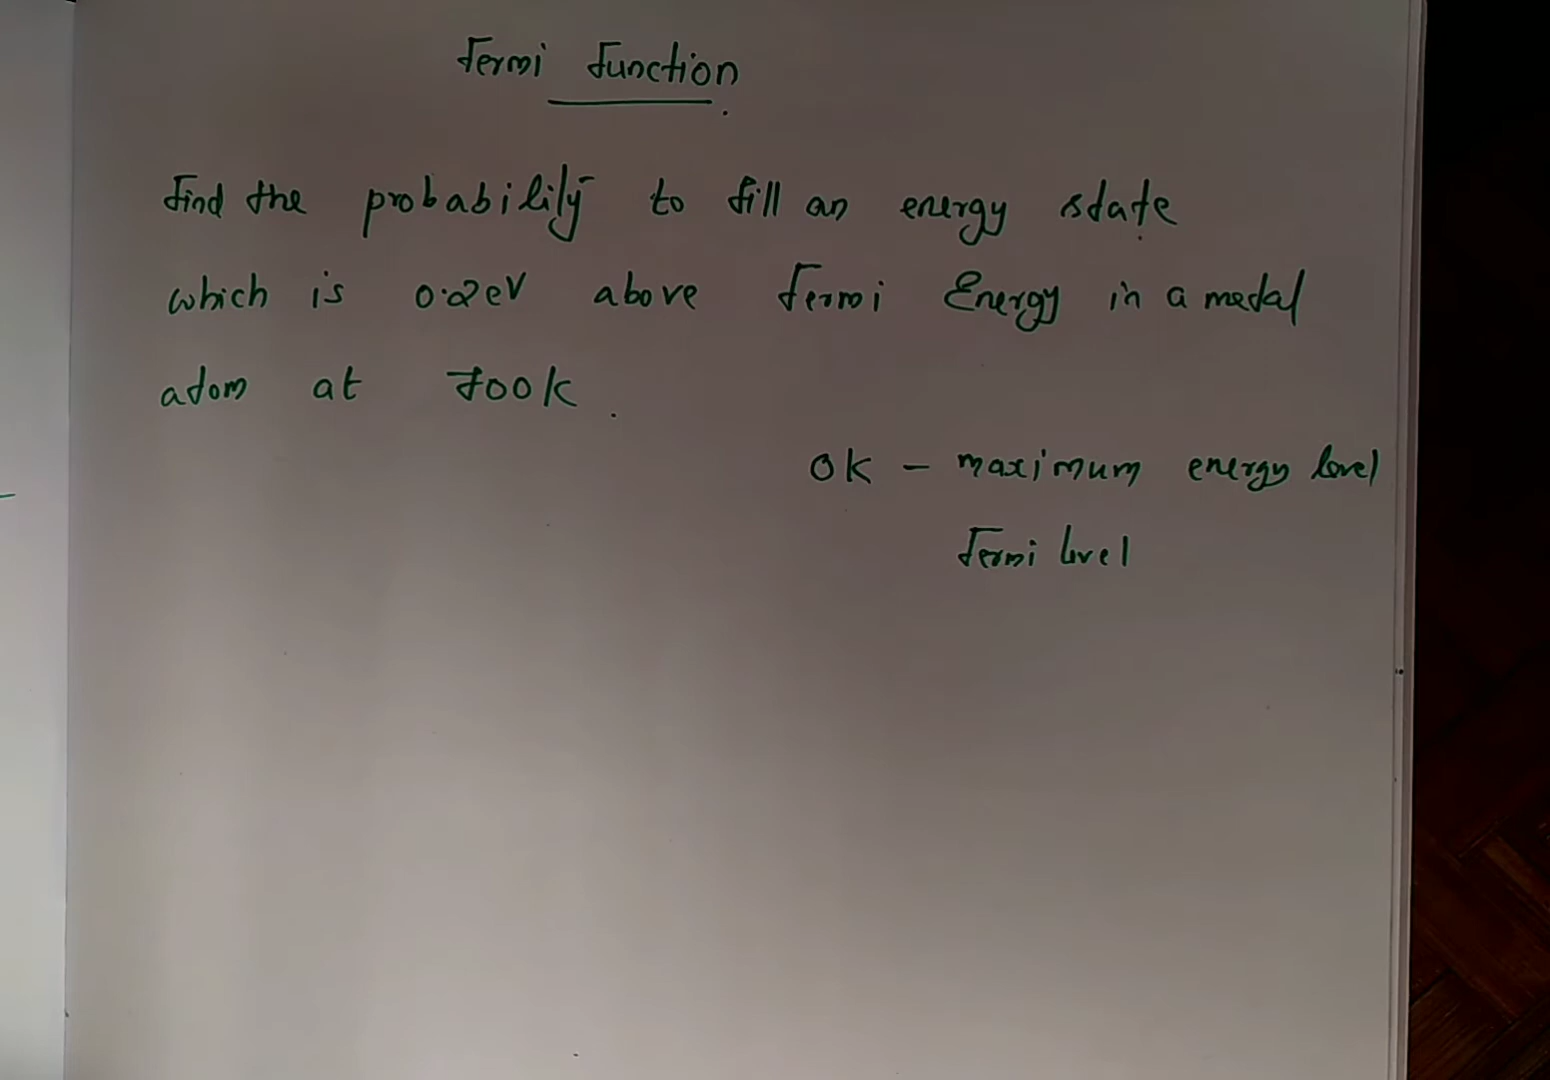 Fermi Function
Find the probability to fill an energy state
which is 0.2eV above Fermi Energy in a metal
atom at 700K.
0K – maximum energy level
Fermi level